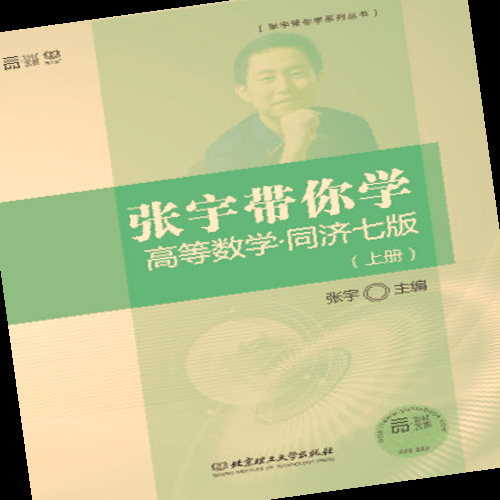 【张宇带你学系列丛书】
张宇带你学
高等数学·同济七版
（上册）
张宇 主编
北京理工大学出版社
BEIJING INSTITUTE OF TECHNOLOGY PRESS